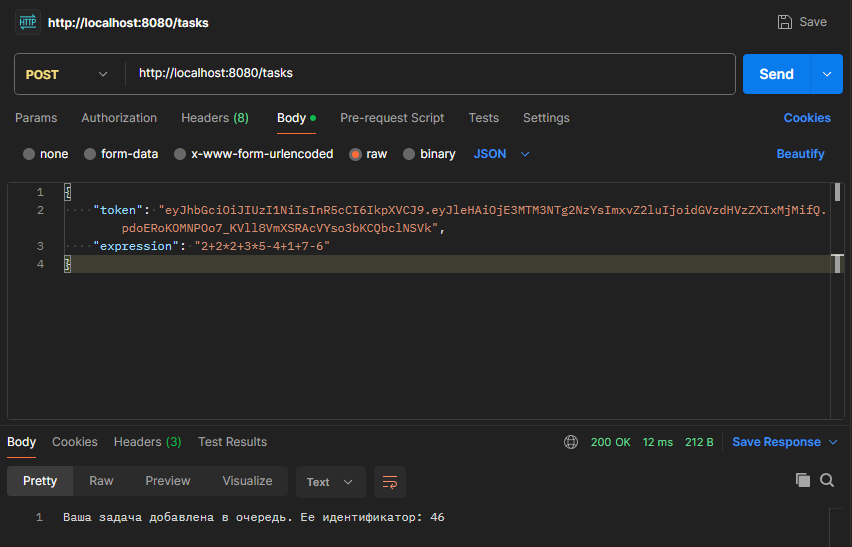 HTTP http://localhost:8080/tasks Save
POST http://localhost:8080/tasks Send
Params Authorization Headers (8) Body Pre-request Script Tests Settings Cookies
none form-data x-www-form-urlencoded raw binary JSON Beautify
1 {
2 "token": "eyJhbGciOiJIUzI1NiIsInR5cCI6IkpXVCJ9.eyJleHAiOjE3MTM3NTg2NzYsImxvZ2luIjoidGVzdHVzZXIxMjMifQ.
pdoERoKOMNPOo7_KVll8VmXSRAcVYso3bKCQbclNSVk",
3 "expression": "2+2*2+3*5-4+1+7-6"
4 }
Body Cookies Headers (3) Test Results 200 OK 12 ms 212 B Save Response
Pretty Raw Preview Visualize Text
1 Ваша задача добавлена в очередь. Ее идентификатор: 46